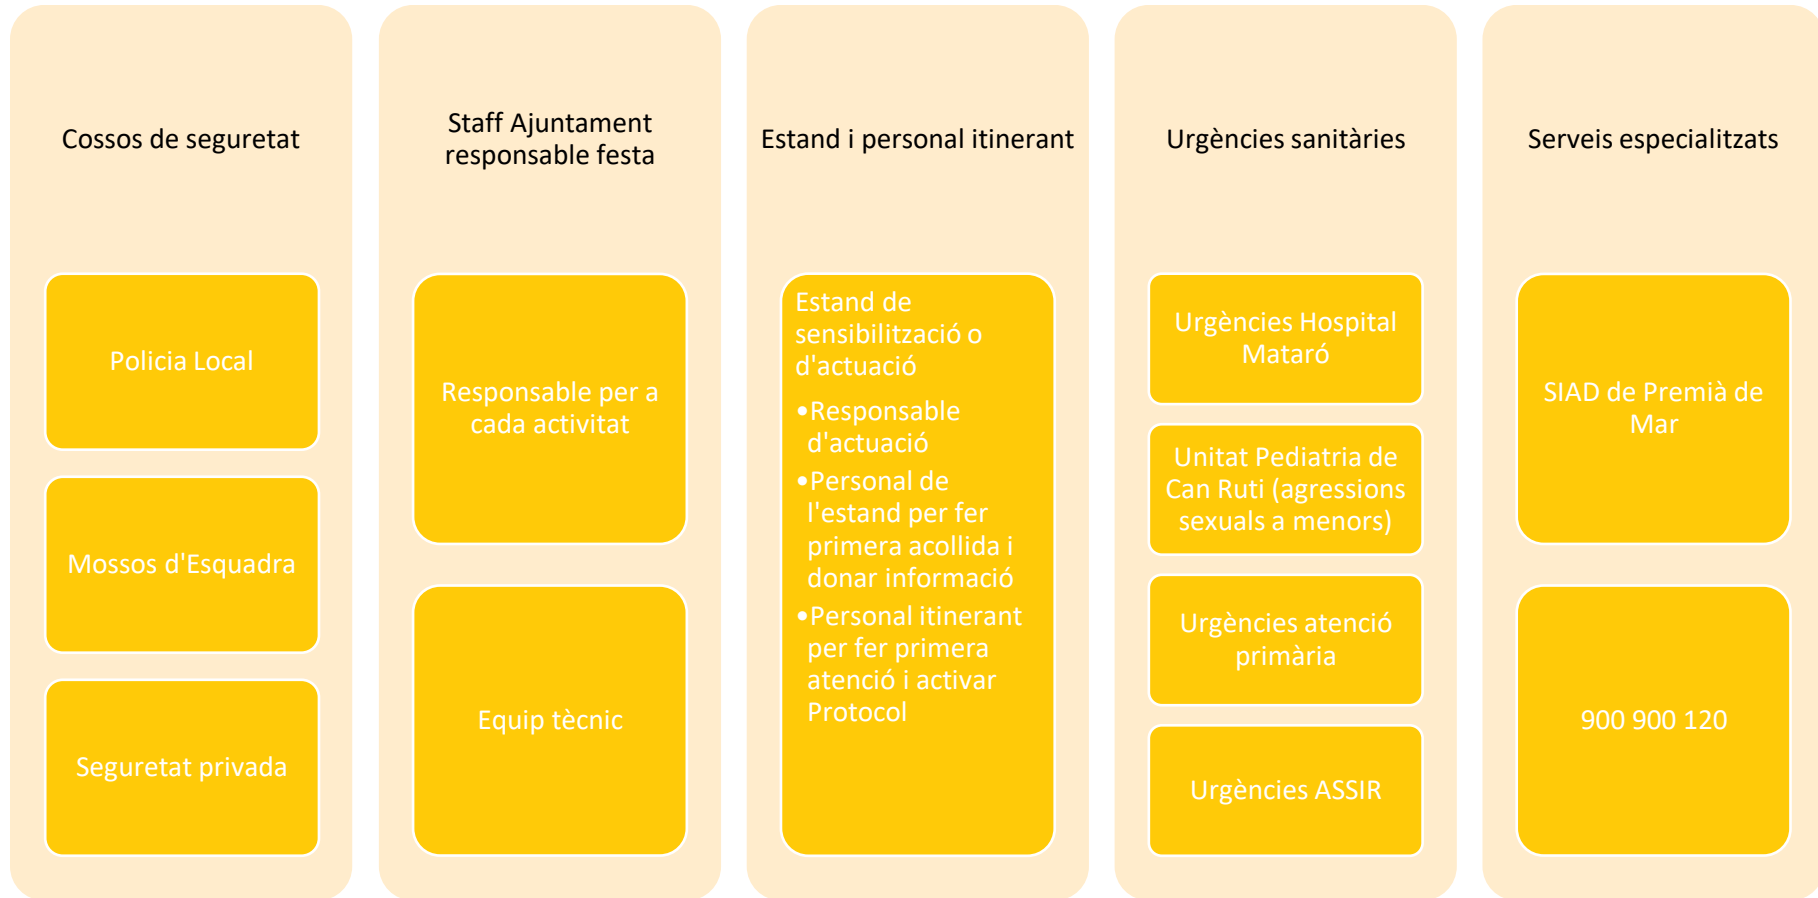 Cossos de seguretat
Policia Local
Mossos d'Esquadra
Seguretat privada
Staff Ajuntament
responsable festa
Responsable per a
cada activitat
Equip tècnic
Estand i personal itinerant
Estand de
sensibilització o
d'actuació
•Responsable
d'actuació
•Personal de
l'estand per fer
primera acollida i
donar informació
•Personal itinerant
per fer primera
atenció i activar
Protocol
Urgències sanitàries
Urgències Hospital
Mataró
Unitat Pediatria de
Can Ruti (agressions
sexuals a menors)
Urgències atenció
primària
Urgències ASSIR
Serveis especialitzats
SIAD de Premià de
Mar
900 900 120